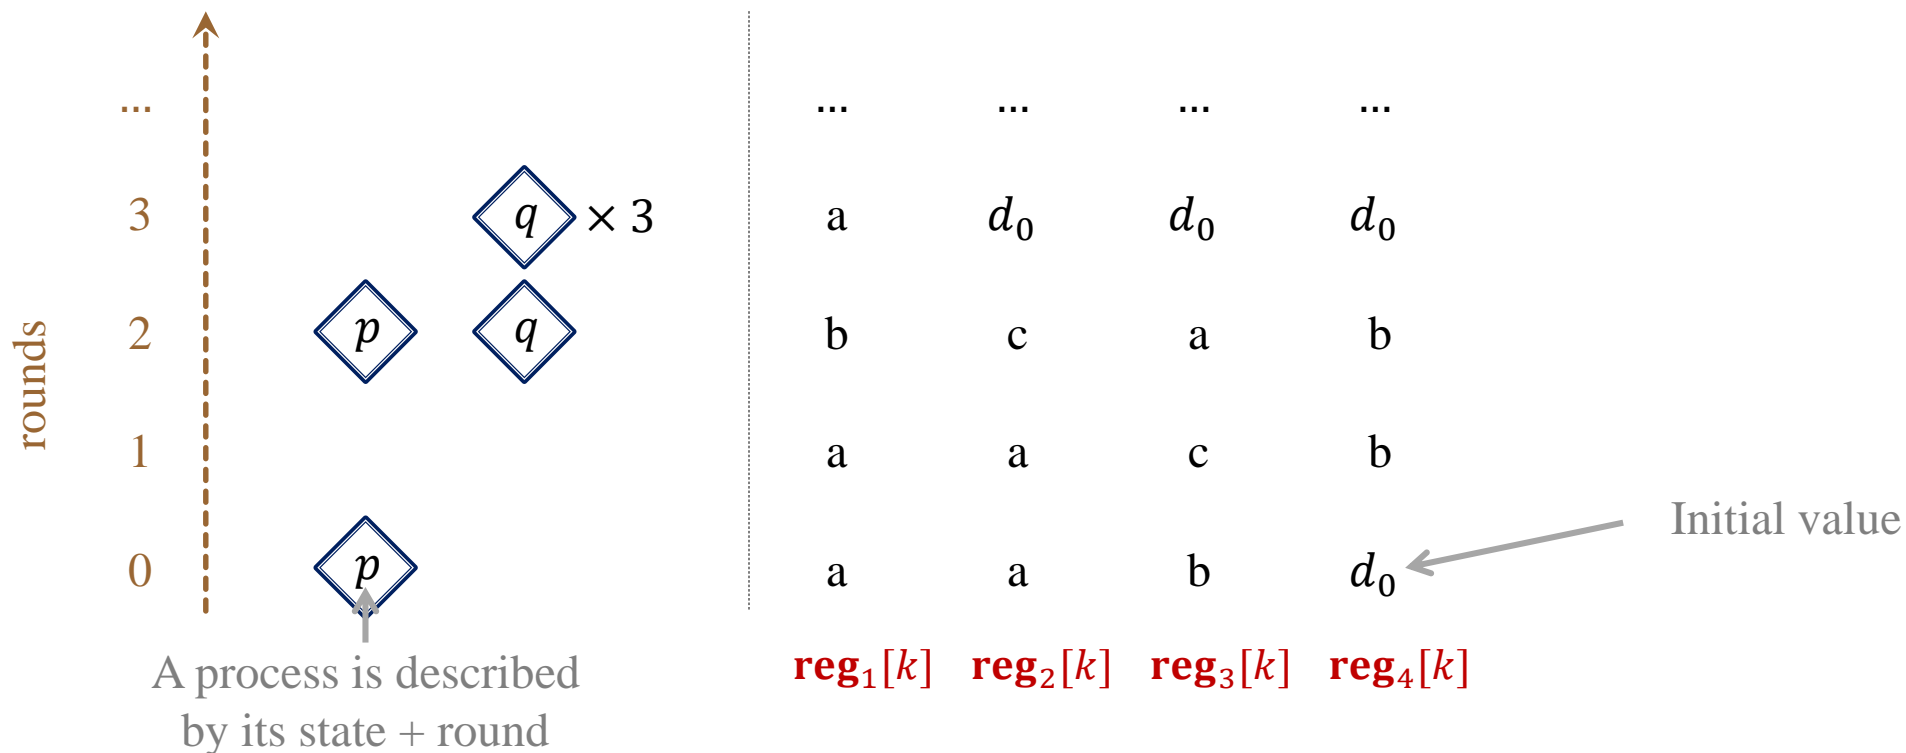 ... ... ... ... ...
3 q × 3 a d₀ d₀ d₀
rounds
2 p q b c a b
1 a a c b
Initial value
0 p a a b d₀
reg₁[k] reg₂[k] reg₃[k] reg₄[k]
A process is described
by its state + round